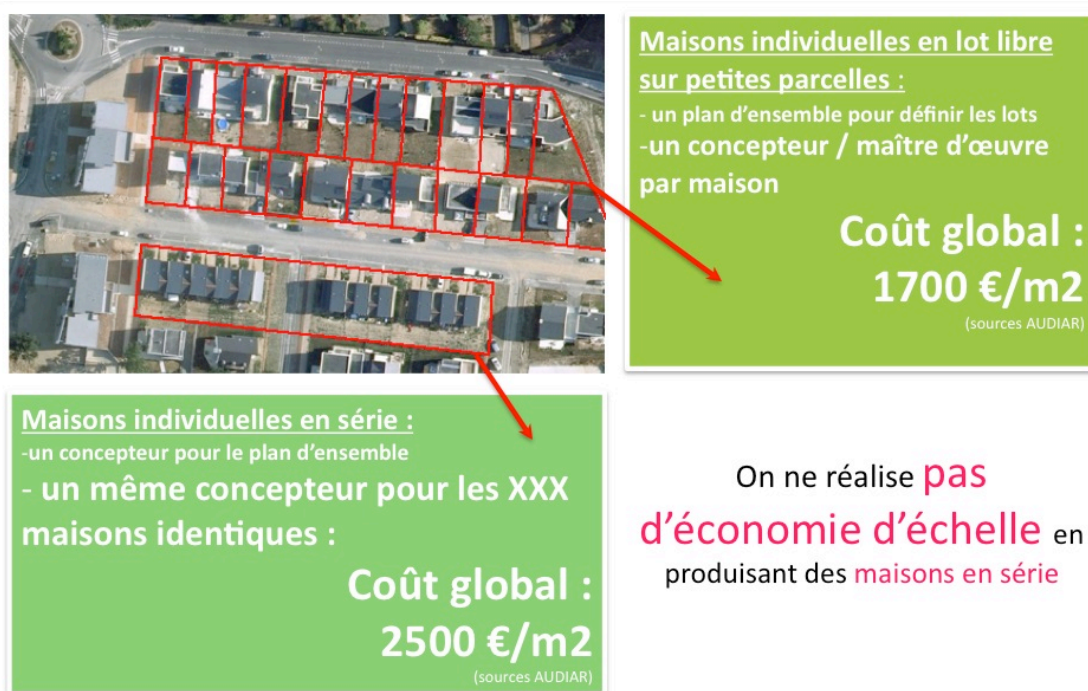 Maisons individuelles en lot libre
sur petites parcelles :
- un plan d'ensemble pour définir les lots
-un concepteur / maître d'œuvre
par maison
Coût global :
1700 €/m2
(sources AUDIAR)
Maisons individuelles en série :
-un concepteur pour le plan d'ensemble
- un même concepteur pour les XXX
maisons identiques :
Coût global :
2500 €/m2
(sources AUDIAR)
On ne réalise pas
d'économie d'échelle en
produisant des maisons en série